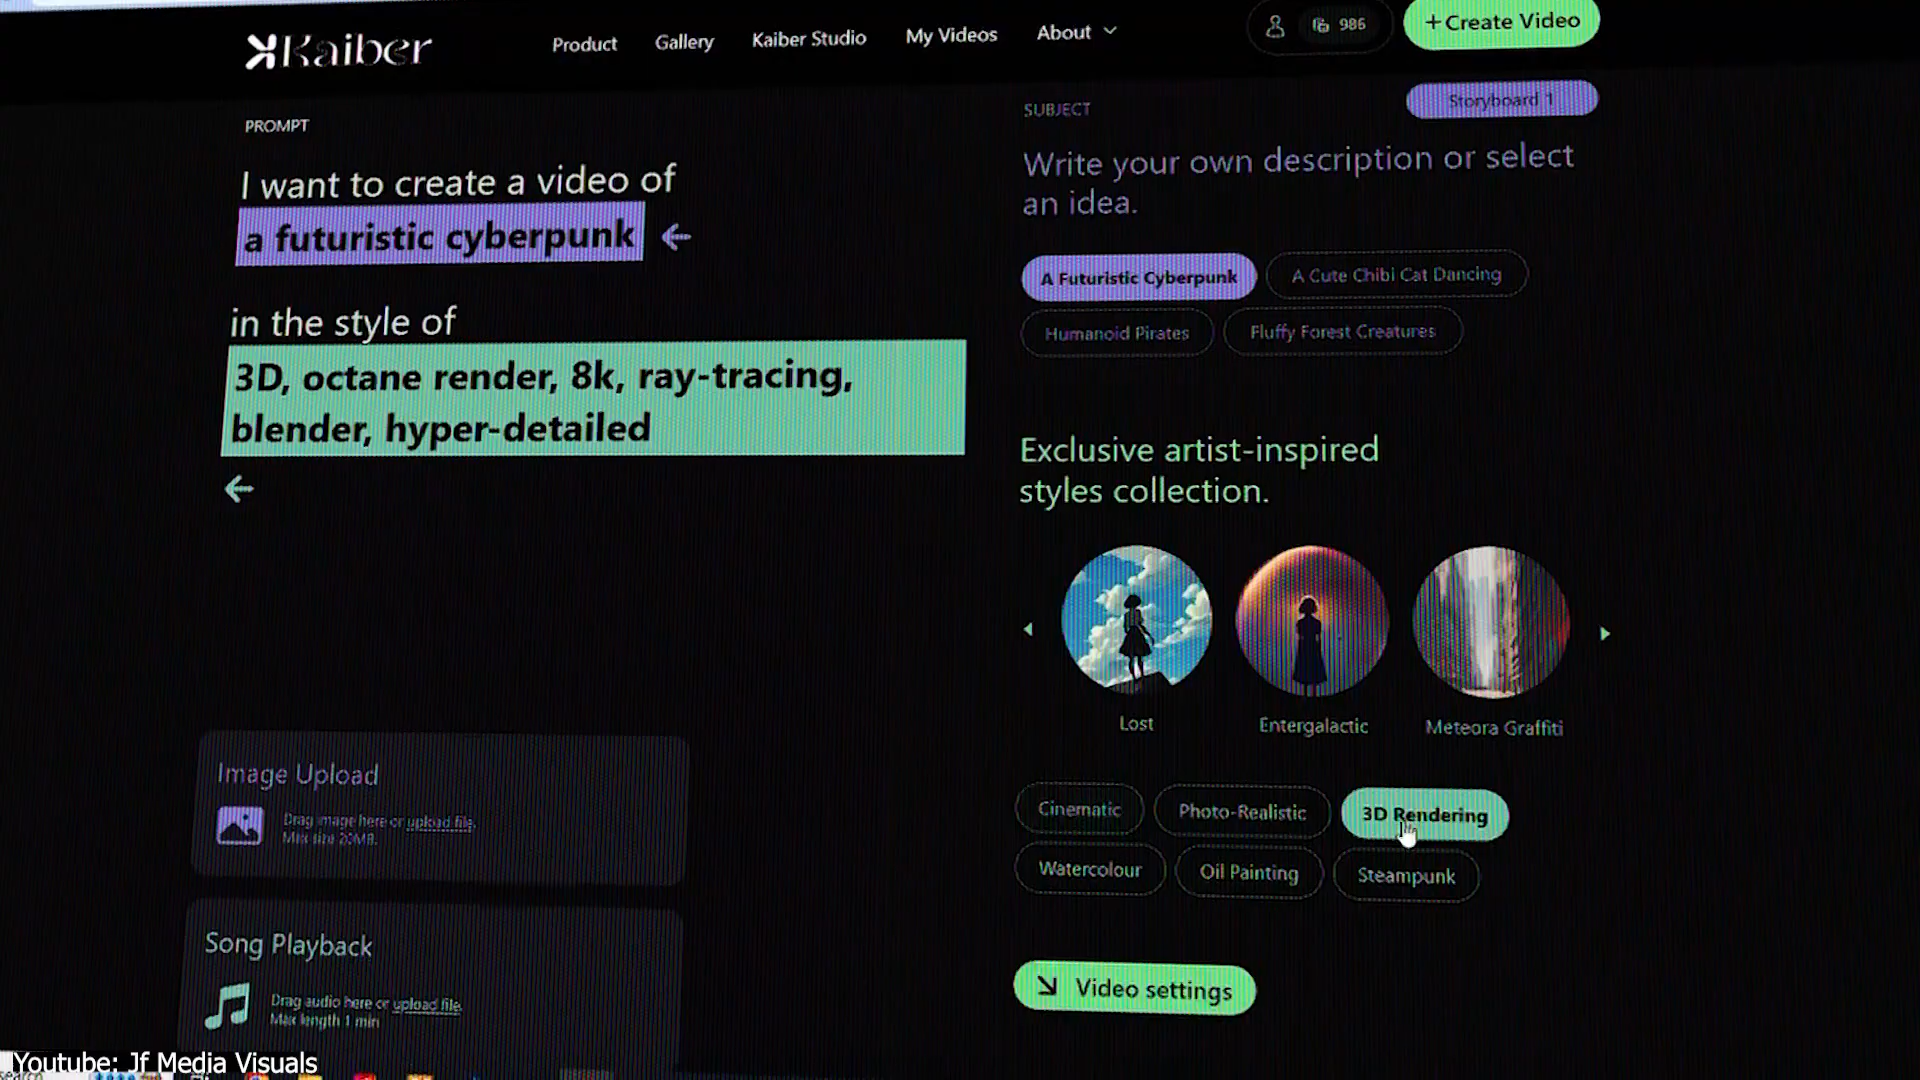 Kaiber
Product
Gallery
Kaiber Studio
My Videos
About
986
+Create Video
PROMPT
I want to create a video of
a futuristic cyberpunk
in the style of
3D, octane render, 8k, ray-tracing,
blender, hyper-detailed
Image Upload
Drag image here or upload file.
Max size 20MB.
Song Playback
Drag audio here or upload file.
Max length 1 min
SUBJECT
Storyboard 1
Write your own description or select
an idea.
A Futuristic Cyberpunk
A Cute Chibi Cat Dancing
Humanoid Pirates
Fluffy Forest Creatures
Exclusive artist-inspired
styles collection.
Lost
Entergalactic
Meteora Graffiti
Cinematic
Photo-Realistic
3D Rendering
Watercolour
Oil Painting
Steampunk
Video settings
Youtube: Jf Media Visuals